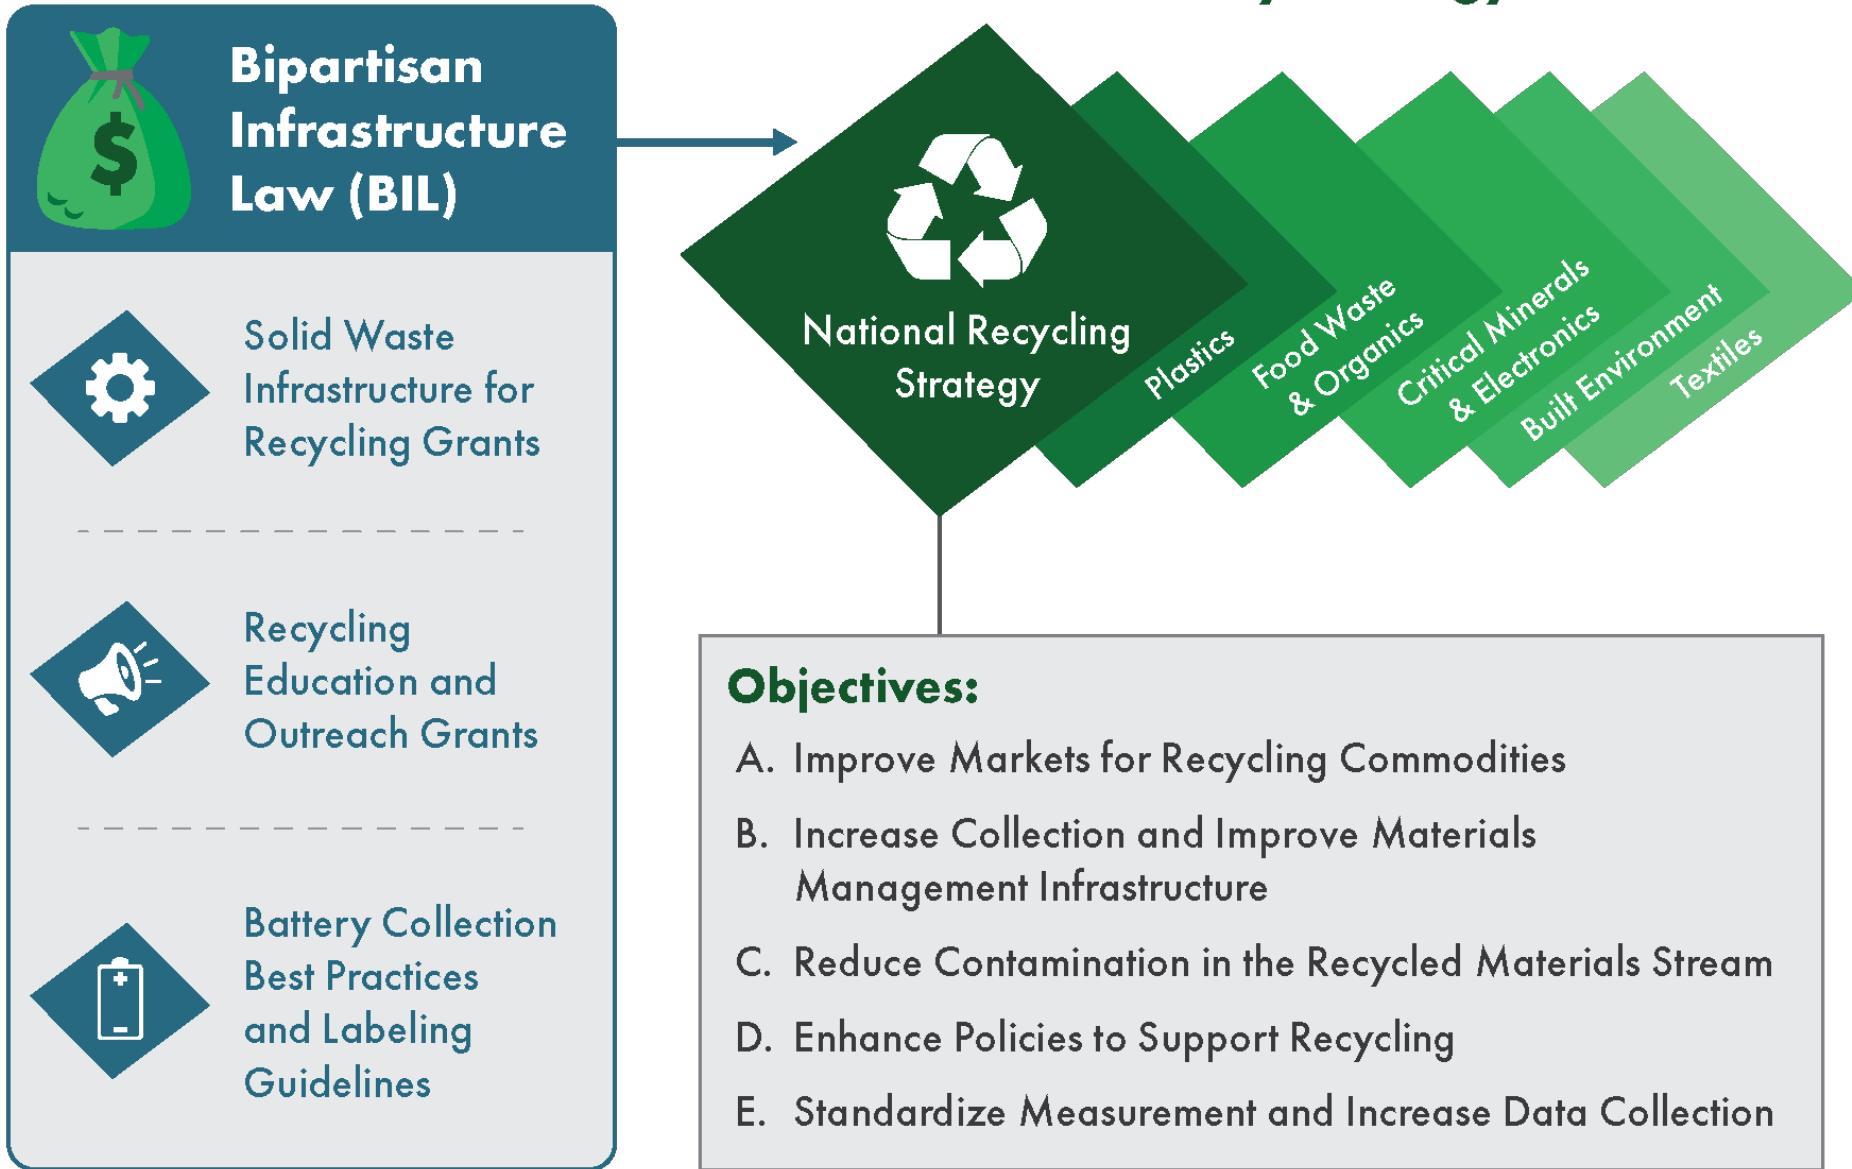 Bipartisan
Infrastructure
Law (BIL)
$
Solid Waste
Infrastructure for
Recycling Grants
Recycling
Education and
Outreach Grants
Battery Collection
Best Practices
and Labeling
Guidelines
National Recycling
Strategy
Plastics
Food Waste
& Organics
Critical Minerals
& Electronics
Built Environment
Textiles
Objectives:
A. Improve Markets for Recycling Commodities
B. Increase Collection and Improve Materials
Management Infrastructure
C. Reduce Contamination in the Recycled Materials Stream
D. Enhance Policies to Support Recycling
E. Standardize Measurement and Increase Data Collection